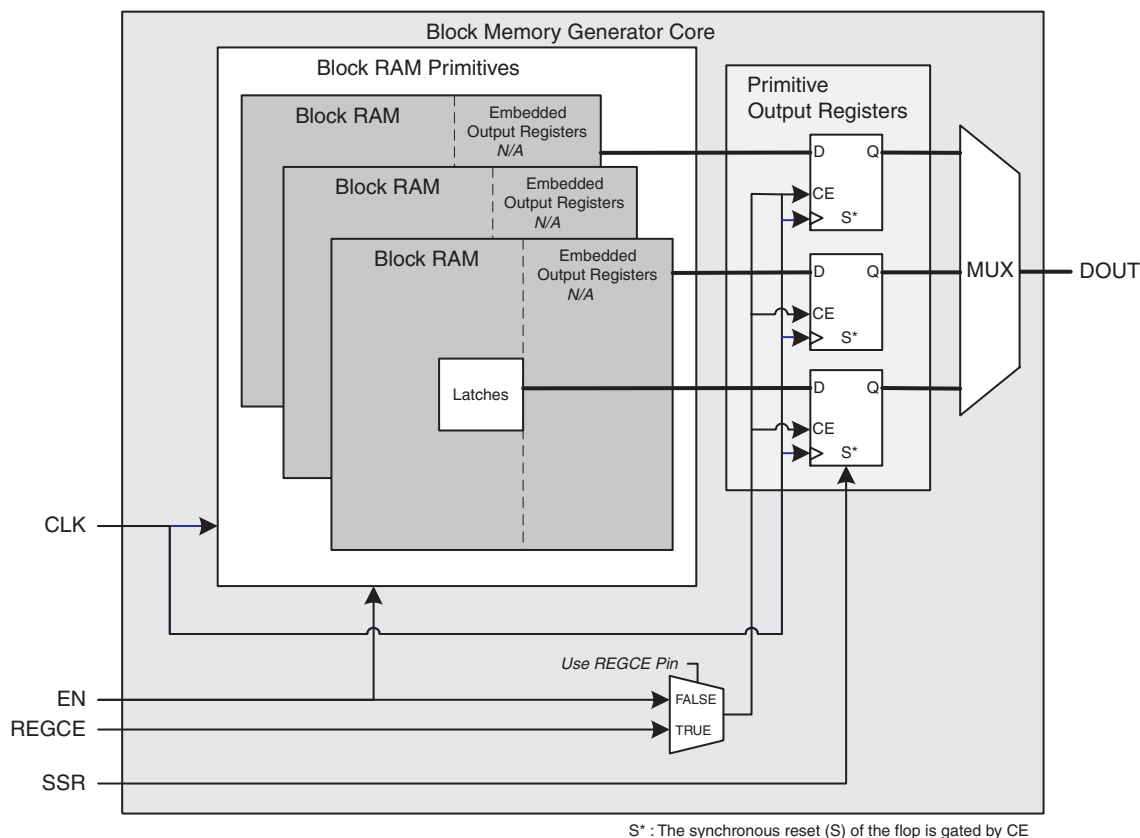 Block Memory Generator Core
Block RAM Primitives
Primitive
Output Registers
Block RAM
Embedded
Output Registers
N/A
D
Q
CE
S*
Block RAM
Embedded
Output Registers
N/A
Block RAM
Embedded
Output Registers
N/A
D
Q
CE
S*
MUX
DOUT
Latches
D
Q
CE
S*
CLK
Use REGCE Pin
EN
FALSE
REGCE
TRUE
SSR
S* : The synchronous reset (S) of the flop is gated by CE